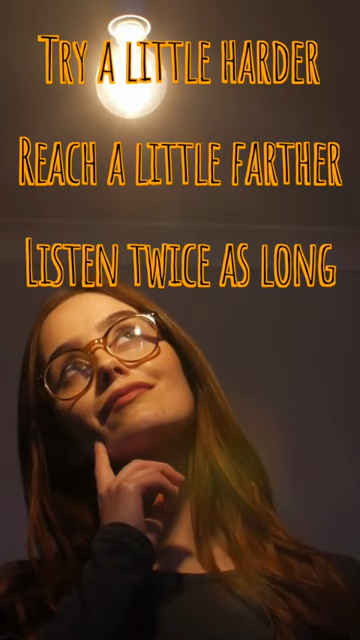 Try a little harder
Reach a little farther
Listen twice as long